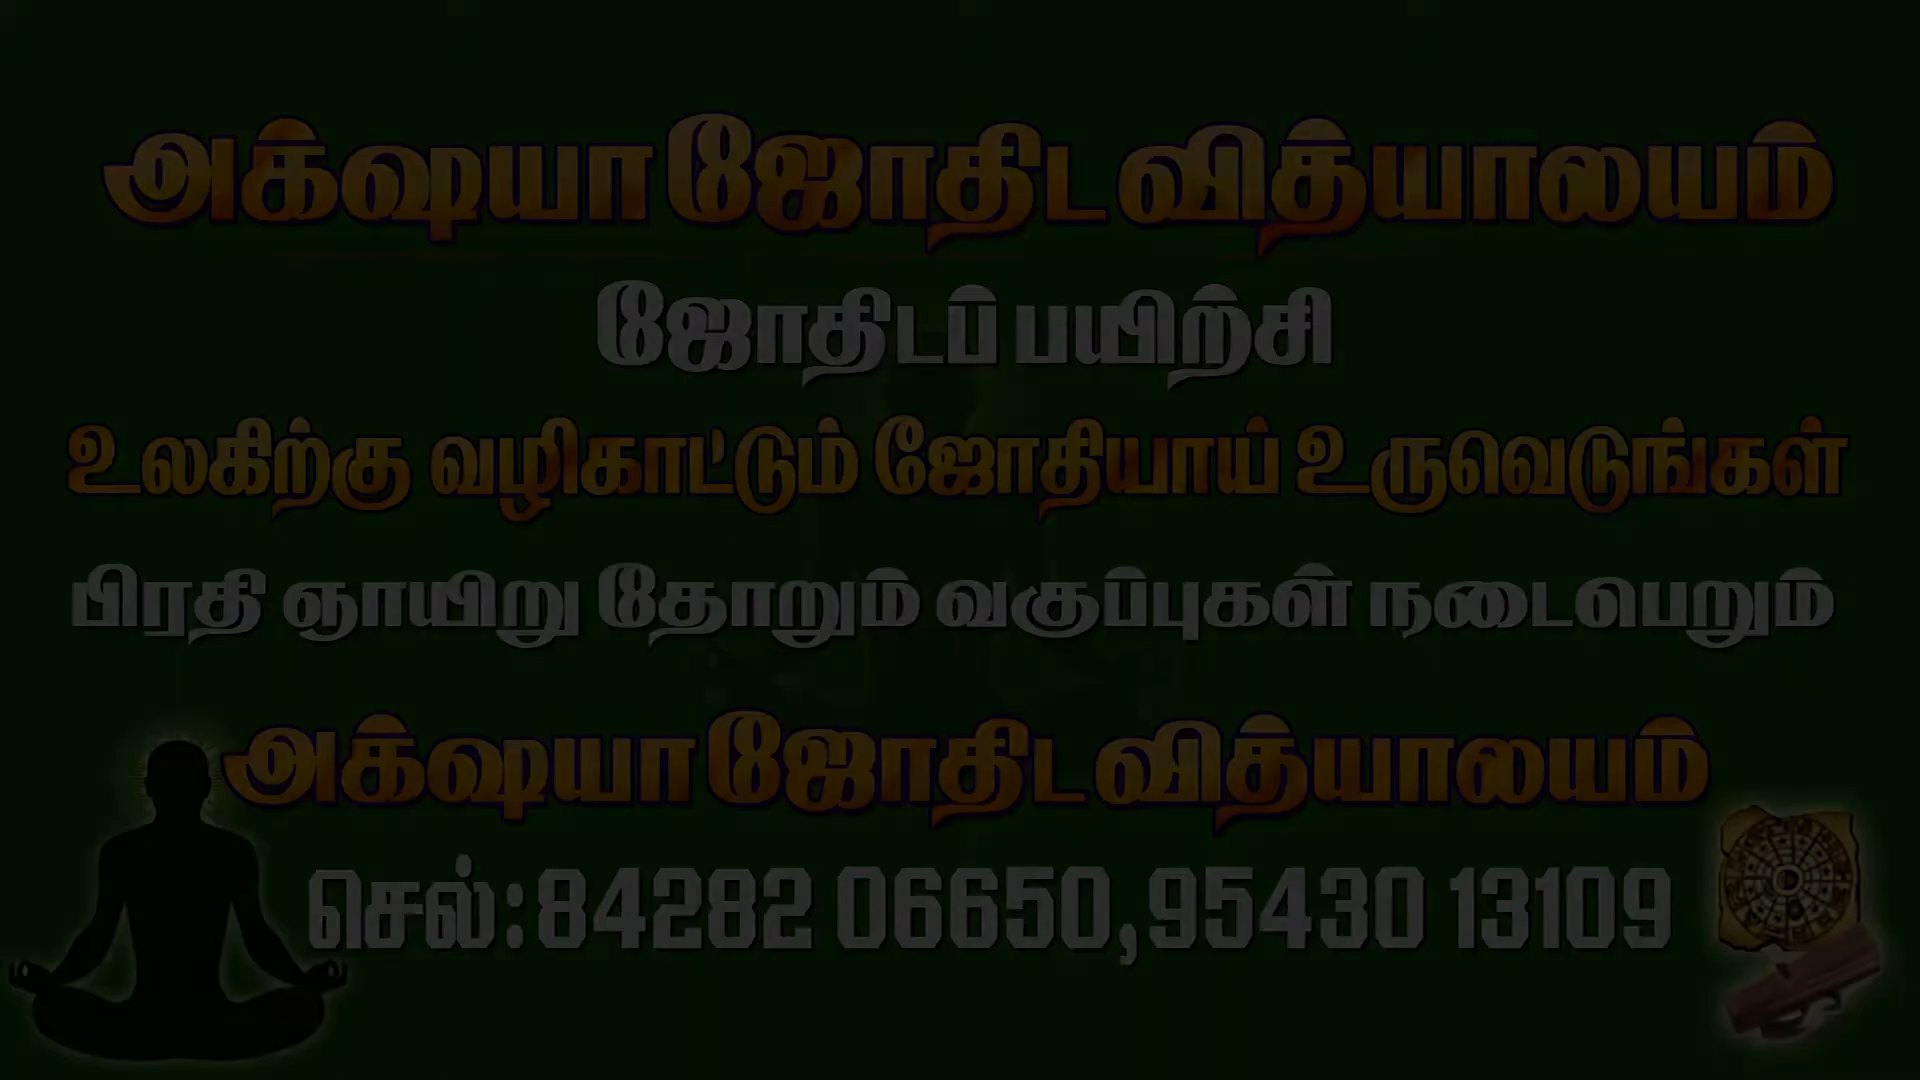 அக்ஷயா ஜோதிட வித்யாலயம்
ஜோதிடப் பயிற்சி
உலகிற்கு வழிகாட்டும் ஜோதியாய் உருவெடுங்கள்
பிரதி ஞாயிறு தோறும் வகுப்புகள் நடைபெறும்
அக்ஷயா ஜோதிட வித்யாலயம்
செல்:84282 06650,95430 13109